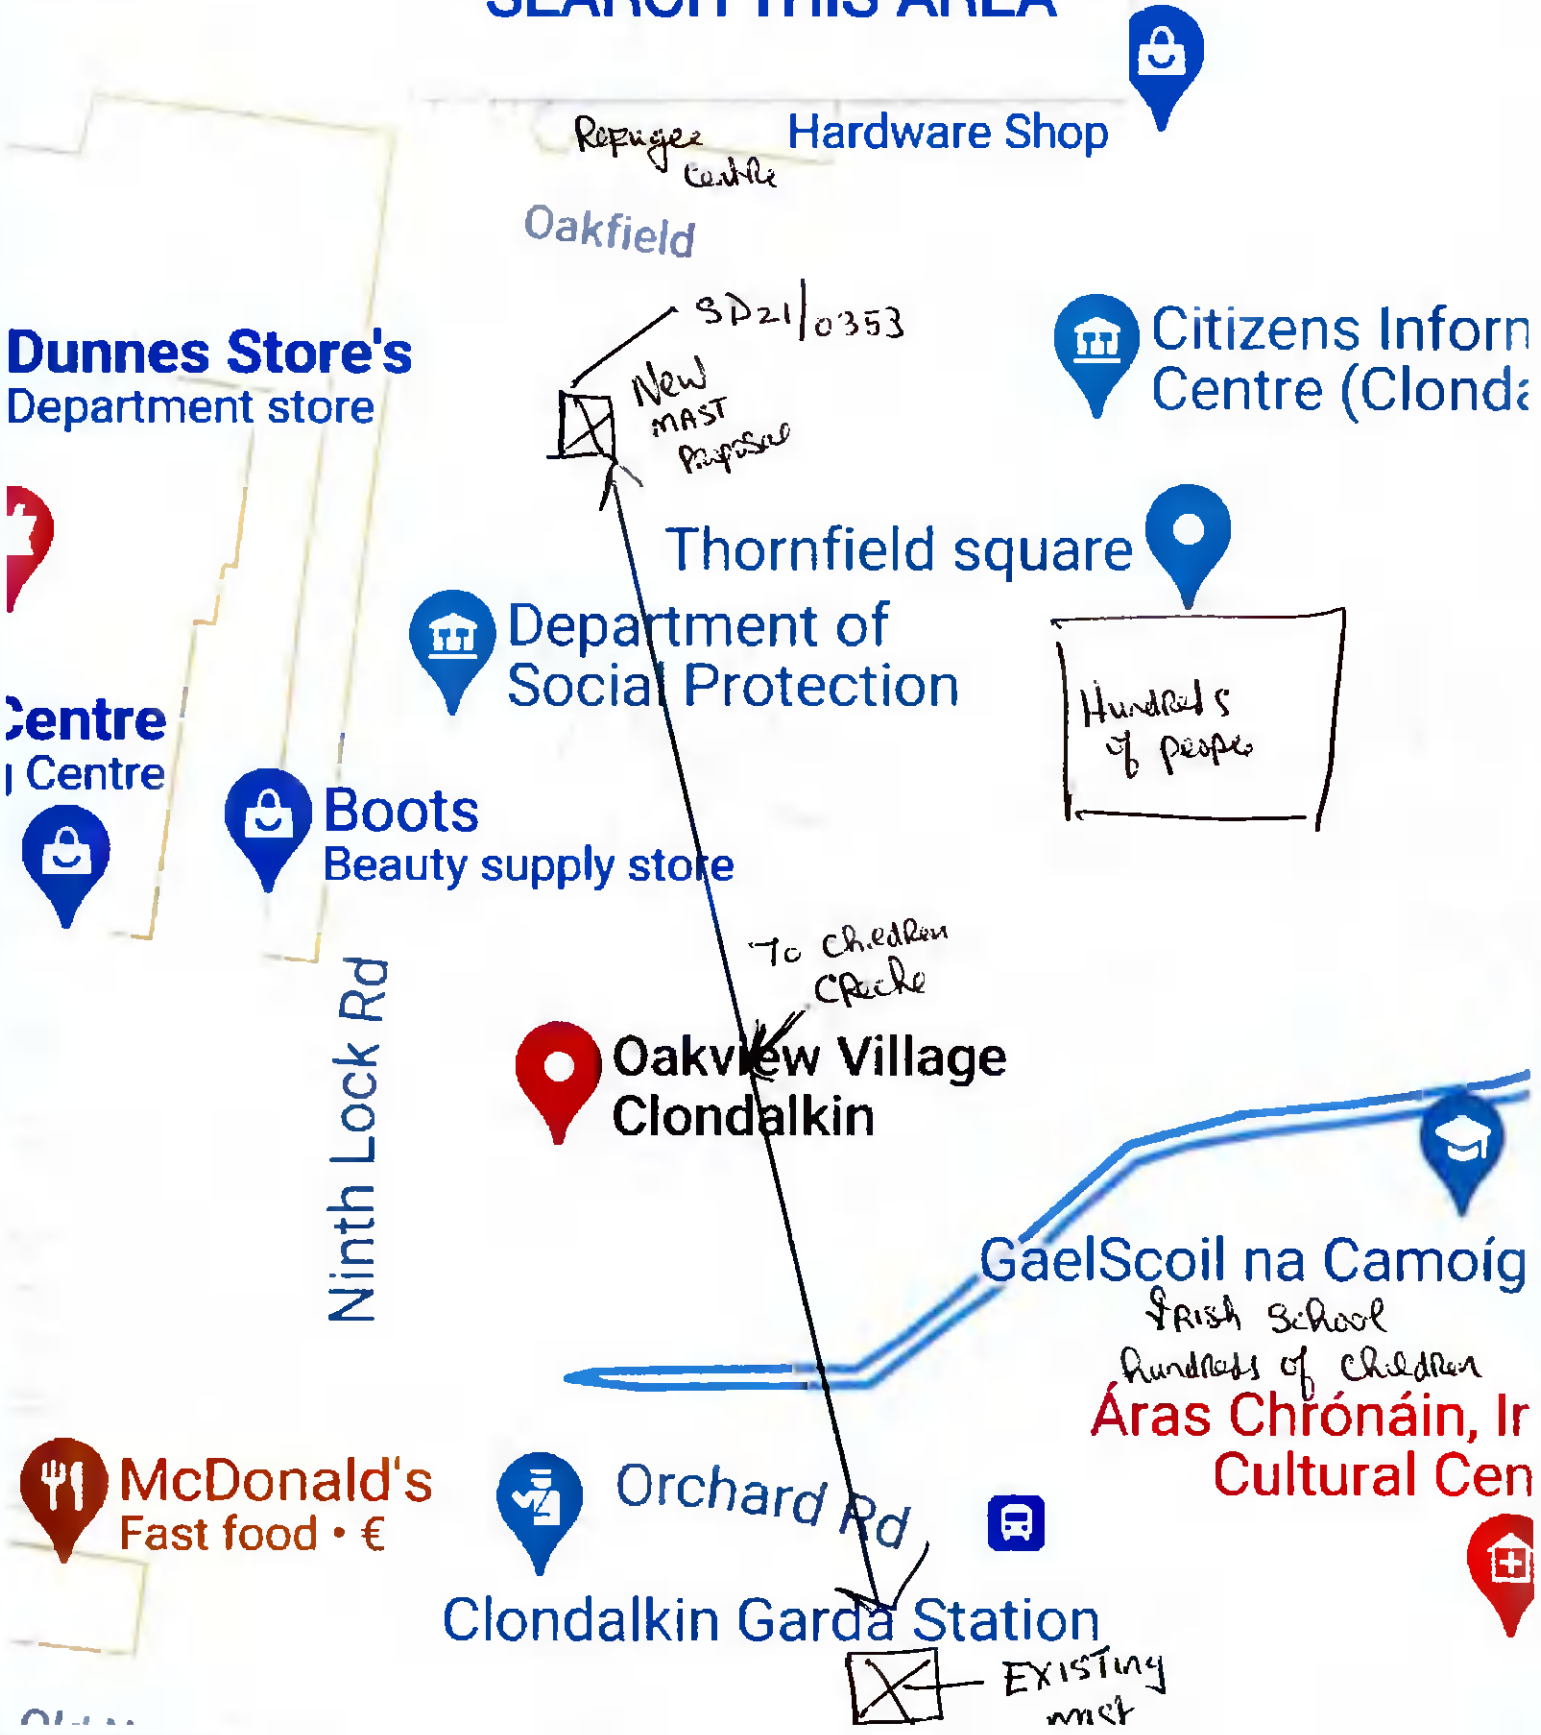 SEARCH THIS AREA
Hardware Shop
Refugee
Centre
Oakfield
SD21/0353
New
MAST
Proposal
Dunnes Store's
Department store
Citizens Inform
Centre (Clonda
Thornfield square
Department of
Social Protection
Hundreds
of people
Centre
g Centre
Boots
Beauty supply store
To Children
Creche
Ninth Lock Rd
Oakview Village
Clondalkin
GaelScoil na Camóig
IRISh School
hundreds of Children
Áras Chrónáin, Ir
Cultural Cen
McDonald's
Fast food • €
Orchard Rd
Clondalkin Garda Station
EXISTING
mast